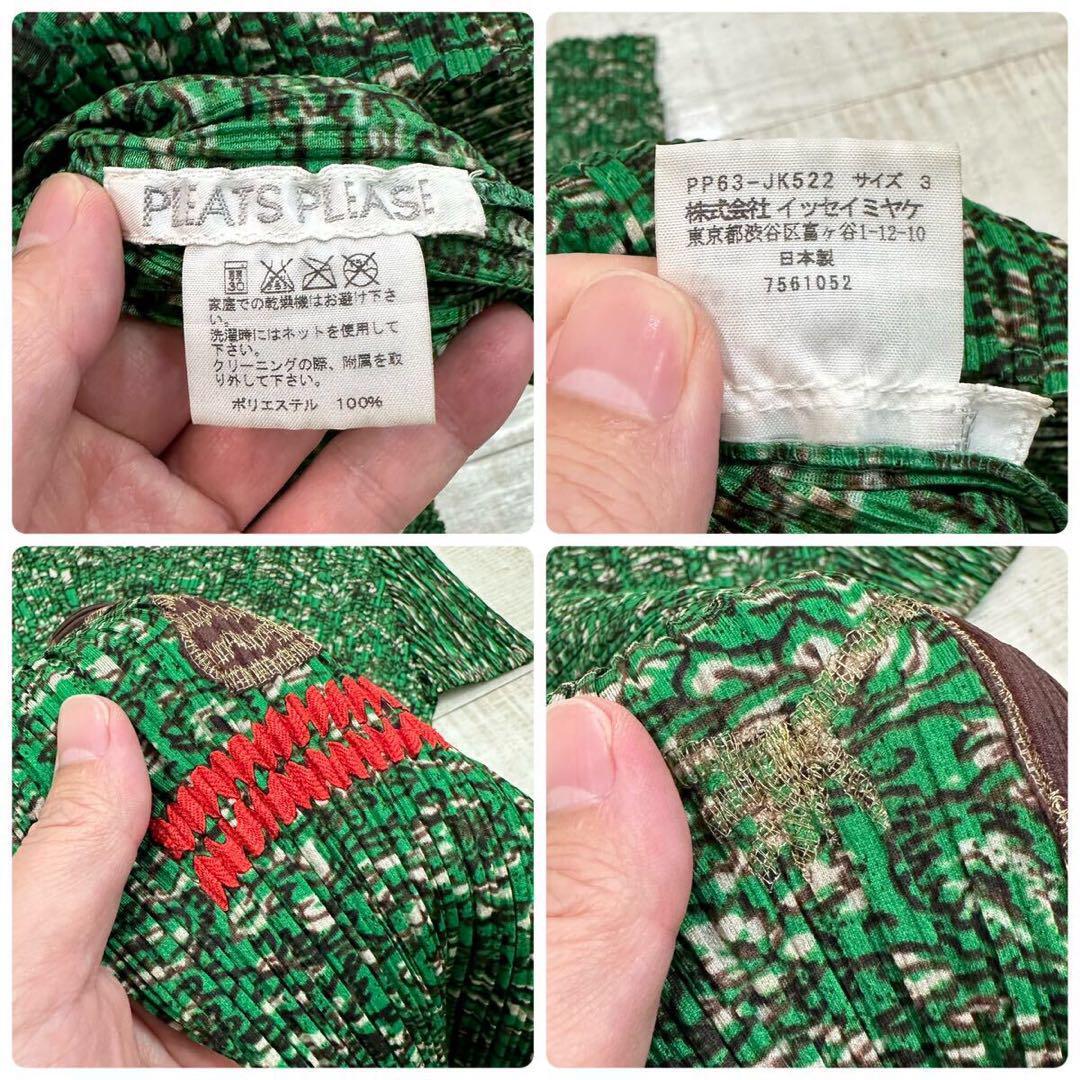 PLEATS PLEASE
30
家庭での乾燥機はお避け下さ
い。
洗濯時にはネットを使用して
下さい。
クリーニングの際、附属を取
り外して下さい。
ポリエステル 100%
PP63-JK522 サイズ 3
株式会社 イッセイミヤケ
東京都渋谷区富ヶ谷1-12-10
日本製
7561052